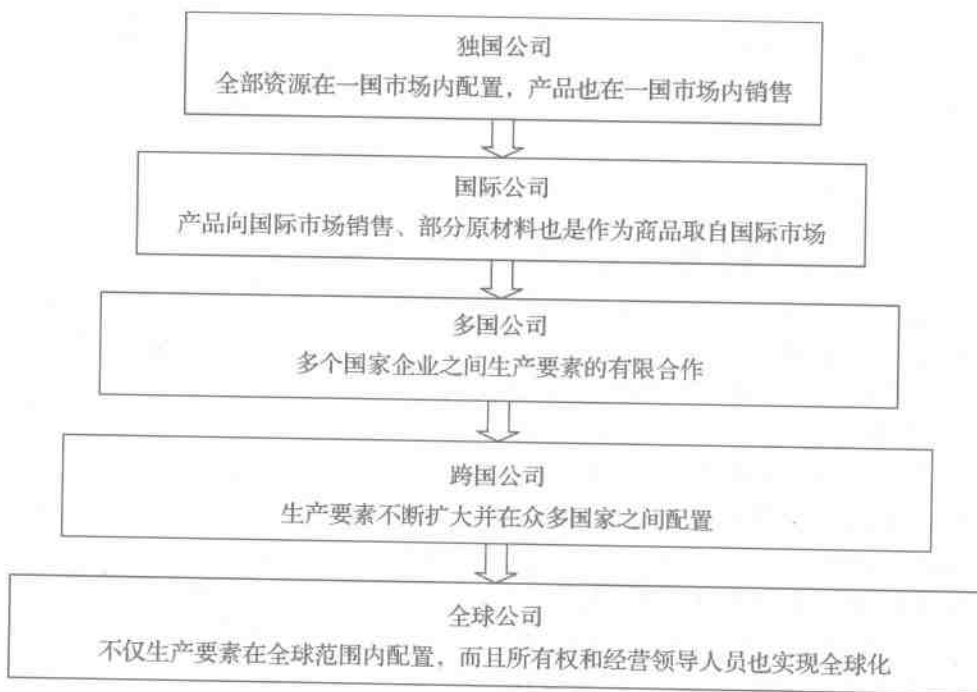 独国公司
全部资源在一国市场内配置，产品也在一国市场内销售
国际公司
产品向国际市场销售、部分原材料也是作为商品取自国际市场
多国公司
多个国家企业之间生产要素的有限合作
跨国公司
生产要素不断扩大并在众多国家之间配置
全球公司
不仅生产要素在全球范围内配置，而且所有权和经营领导人员也实现全球化